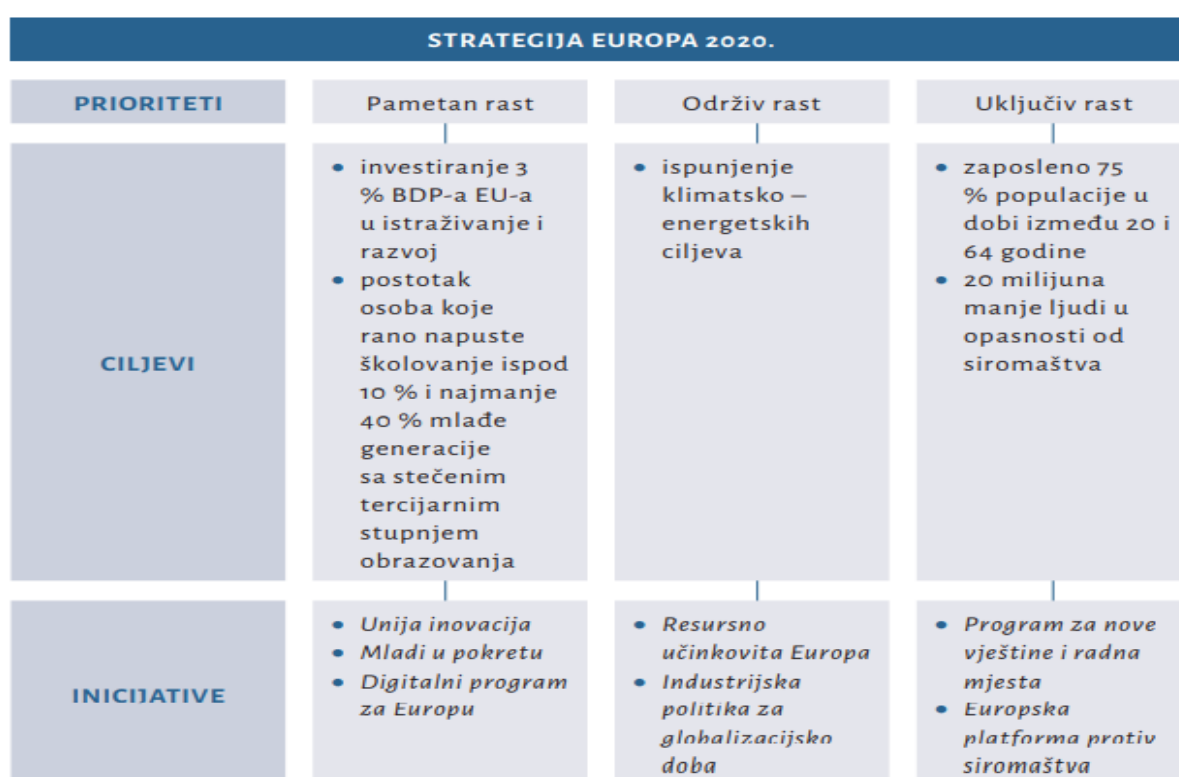 STRATEGIJA EUROPA 2020.
PRIORITETI
Pametan rast
Održiv rast
Uključiv rast
CILJEVI
• investiranje 3
% BDP-a EU-a
u istraživanje i
razvoj
• postotak
osoba koje
rano napuste
školovanje ispod
10 % i najmanje
40 % mlađe
generacije
sa stečenim
tercijarnim
stupnjem
obrazovanja
• ispunjenje
klimatsko –
energetskih
ciljeva
• zaposleno 75
% populacije u
dobi između 20 i
64 godine
• 20 milijuna
manje ljudi u
opasnosti od
siromaštva
INICIJATIVE
• Unija inovacija
• Mladi u pokretu
• Digitalni program
za Europu
• Resursno
učinkovita Europa
• Industrijska
politika za
globalizacijsko
doba
• Program za nove
vještine i radna
mjesta
• Europska
platforma protiv
siromaštva